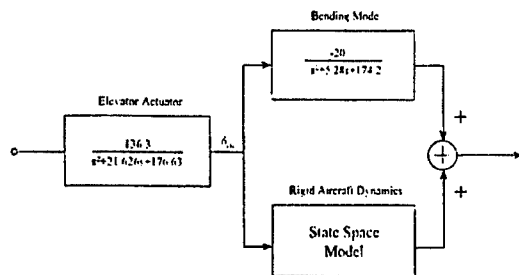 Bending Mode
-20
s²+5.28s+174.2
Elevator Actuator
136.3
s²+21.626s+176.63
+
+
+
Rigid Aircraft Dynamics
State Space
Model